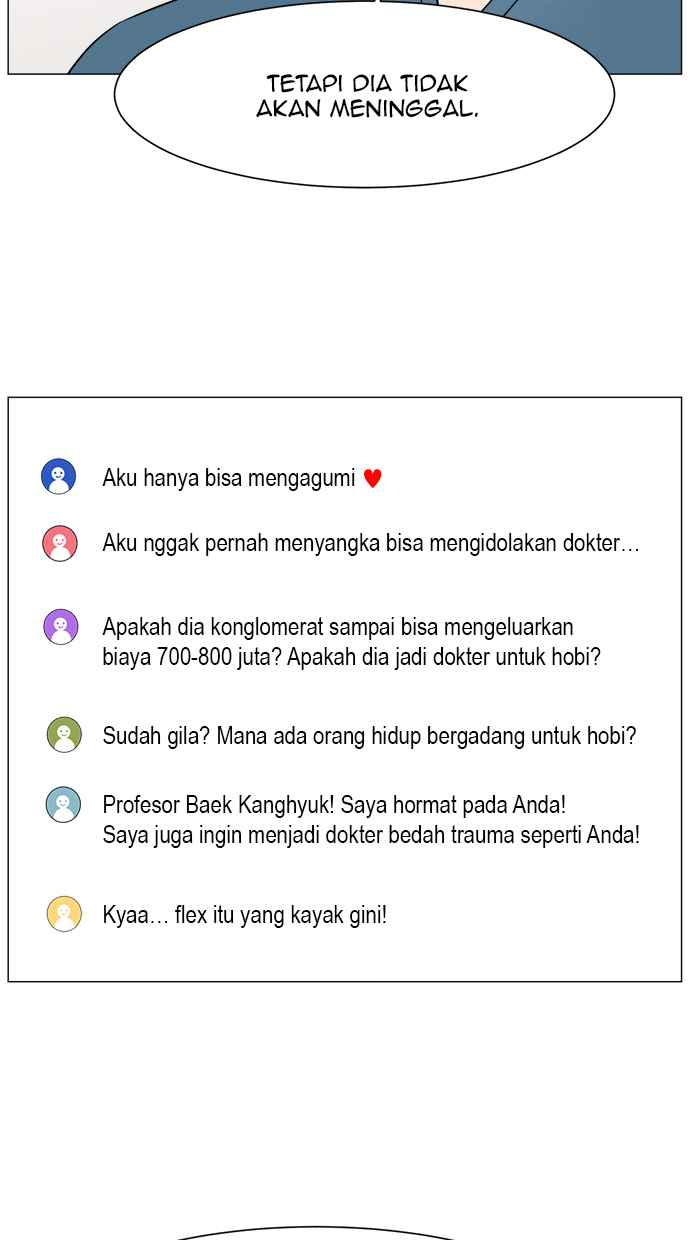 TETAPI DIA TIDAK
AKAN MENINGGAL.
Aku hanya bisa mengagumi ♥
Aku nggak pernah menyangka bisa mengidolakan dokter...
Apakah dia konglomerat sampai bisa mengeluarkan
biaya 700-800 juta? Apakah dia jadi dokter untuk hobi?
Sudah gila? Mana ada orang hidup bergadang untuk hobi?
Profesor Baek Kanghyuk! Saya hormat pada Anda!
Saya juga ingin menjadi dokter bedah trauma seperti Anda!
Kyaa... flex itu yang kayak gini!